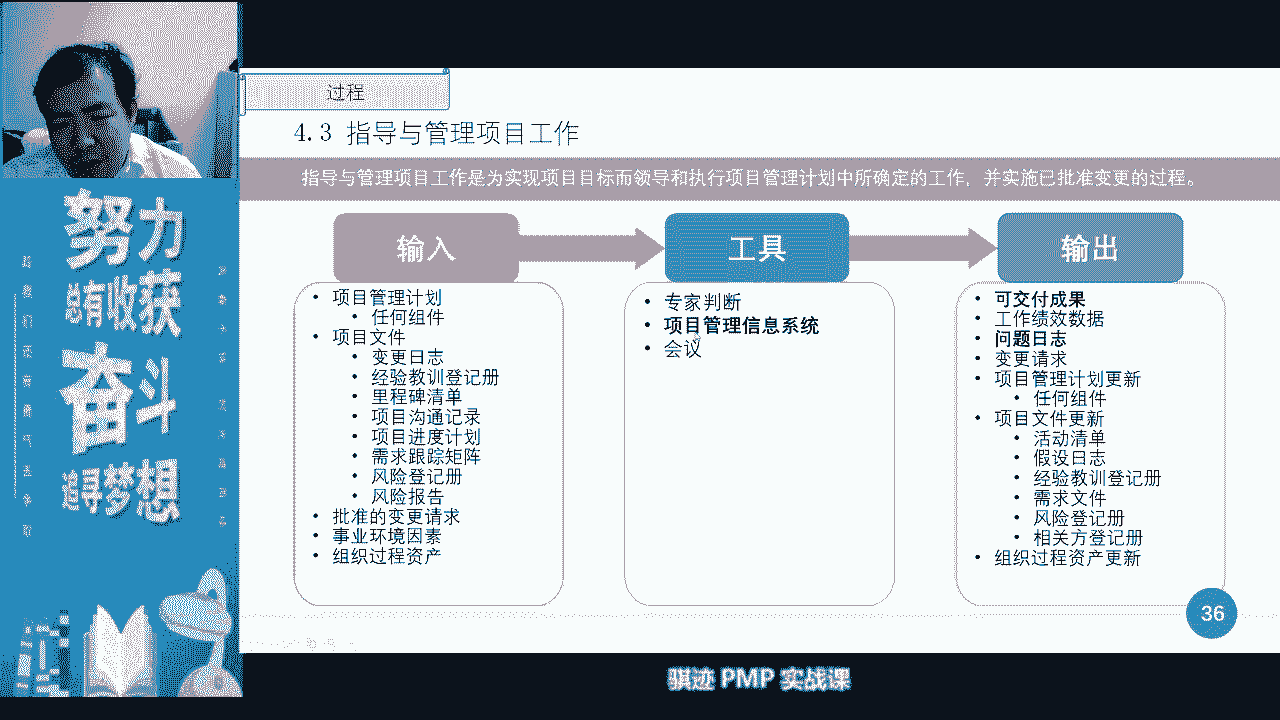 过程
4.3 指导与管理项目工作
指导与管理项目工作是为实现项目目标而领导和执行项目管理计划中所确定的工作，并实施已批准变更的过程。
输入
• 项目管理计划
• 任何组件
• 项目文件
• 变更日志
• 经验教训登记册
• 里程碑清单
• 项目沟通记录
• 项目进度计划
• 需求跟踪矩阵
• 风险登记册
• 风险报告
• 批准的变更请求
• 事业环境因素
• 组织过程资产
工具
• 专家判断
• 项目管理信息系统
• 会议
输出
• 可交付成果
• 工作绩效数据
• 问题日志
• 变更请求
• 项目管理计划更新
• 任何组件
• 项目文件更新
• 活动清单
• 假设日志
• 经验教训登记册
• 需求文件
• 风险登记册
• 相关方登记册
• 组织过程资产更新
36
努力
总有收获
奋斗
追寻梦想
骐迹 PMP 实战课